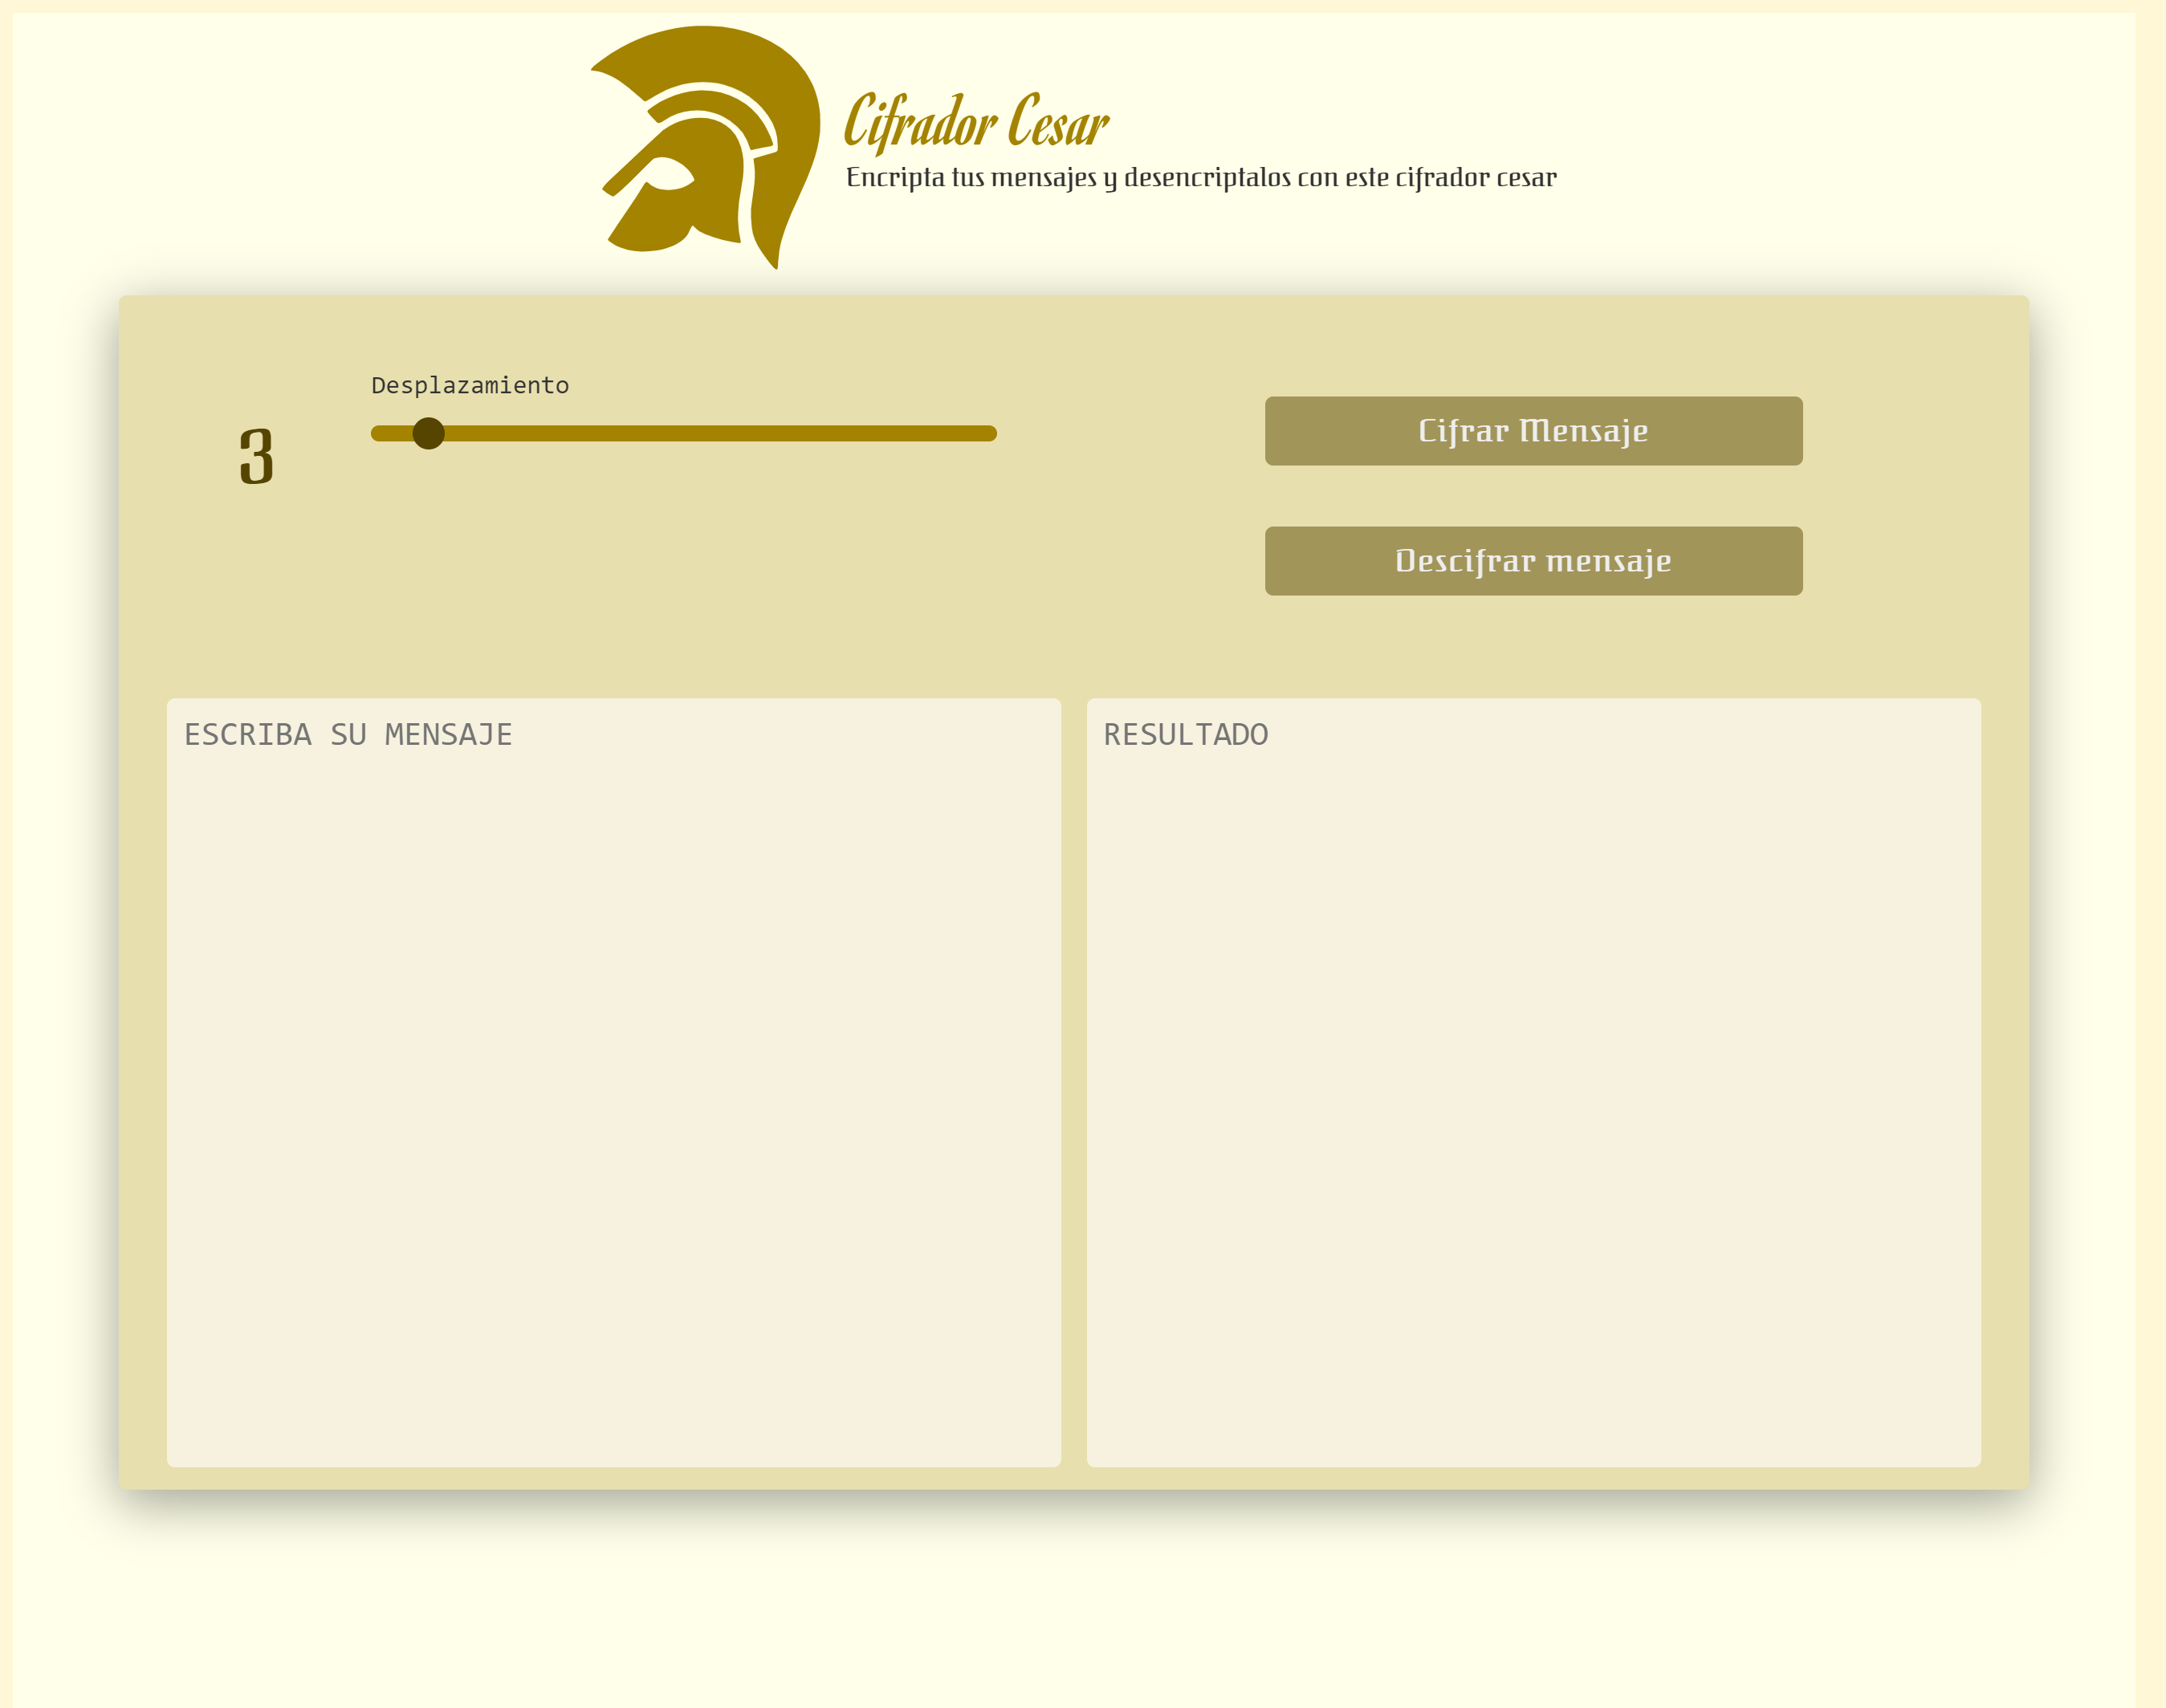 Cifrador Cesar
Encripta tus mensajes y desencriptalos con este cifrador cesar
Desplazamiento
3
Cifrar Mensaje
Descifrar mensaje
ESCRIBA SU MENSAJE
RESULTADO